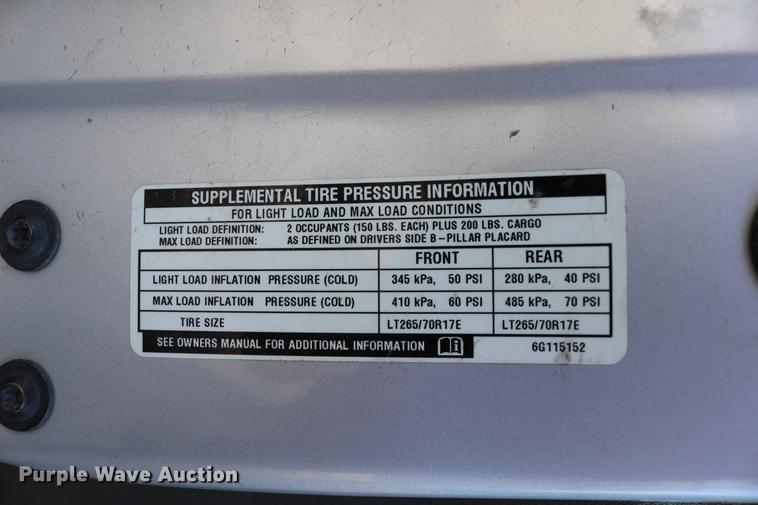 SUPPLEMENTAL TIRE PRESSURE INFORMATION
FOR LIGHT LOAD AND MAX LOAD CONDITIONS
LIGHT LOAD DEFINITION: 2 OCCUPANTS (150 LBS. EACH) PLUS 200 LBS. CARGO
MAX LOAD DEFINITION: AS DEFINED ON DRIVERS SIDE B-PILLAR PLACARD
FRONT REAR
LIGHT LOAD INFLATION PRESSURE (COLD) 345 kPa, 50 PSI 280 kPa, 40 PSI
MAX LOAD INFLATION PRESSURE (COLD) 410 kPa, 60 PSI 485 kPa, 70 PSI
TIRE SIZE LT265/70R17E LT265/70R17E
SEE OWNERS MANUAL FOR ADDITIONAL INFORMATION 6G115152
Purple Wave Auction